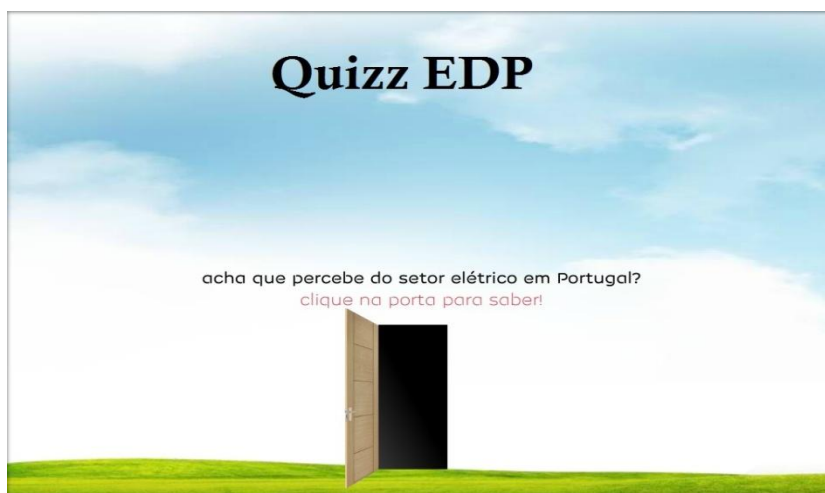 Quizz EDP
acha que percebe do setor elétrico em Portugal?
clique na porta para saber!